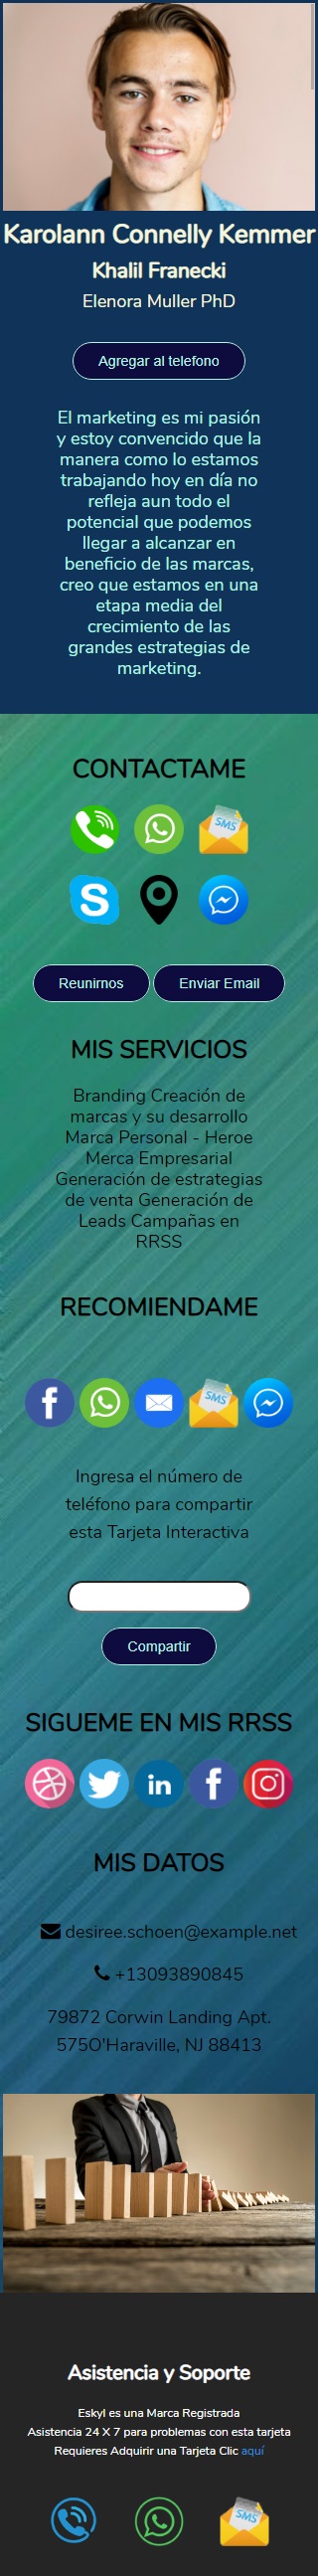 Karolann Connelly Kemmer
Khalil Franecki
Elenora Muller PhD
Agregar al telefono
El marketing es mi pasión
y estoy convencido que la
manera como lo estamos
trabajando hoy en día no
refleja aun todo el
potencial que podemos
llegar a alcanzar en
beneficio de las marcas,
creo que estamos en una
etapa media del
crecimiento de las
grandes estrategias de
marketing.
CONTACTAME
SMS
S
Reunirnos Enviar Email
MIS SERVICIOS
Branding Creación de
marcas y su desarrollo
Marca Personal - Heroe
Merca Empresarial
Generación de estrategias
de venta Generación de
Leads Campañas en
RRSS
RECOMIENDAME
f SMS
Ingresa el número de
teléfono para compartir
esta Tarjeta Interactiva
Compartir
SIGUEME EN MIS RRSS
in f
MIS DATOS
desiree.schoen@example.net
+13093890845
79872 Corwin Landing Apt.
575O'Haraville, NJ 88413
Asistencia y Soporte
Eskyl es una Marca Registrada
Asistencia 24 X 7 para problemas con esta tarjeta
Requieres Adquirir una Tarjeta Clic aquí
SMS